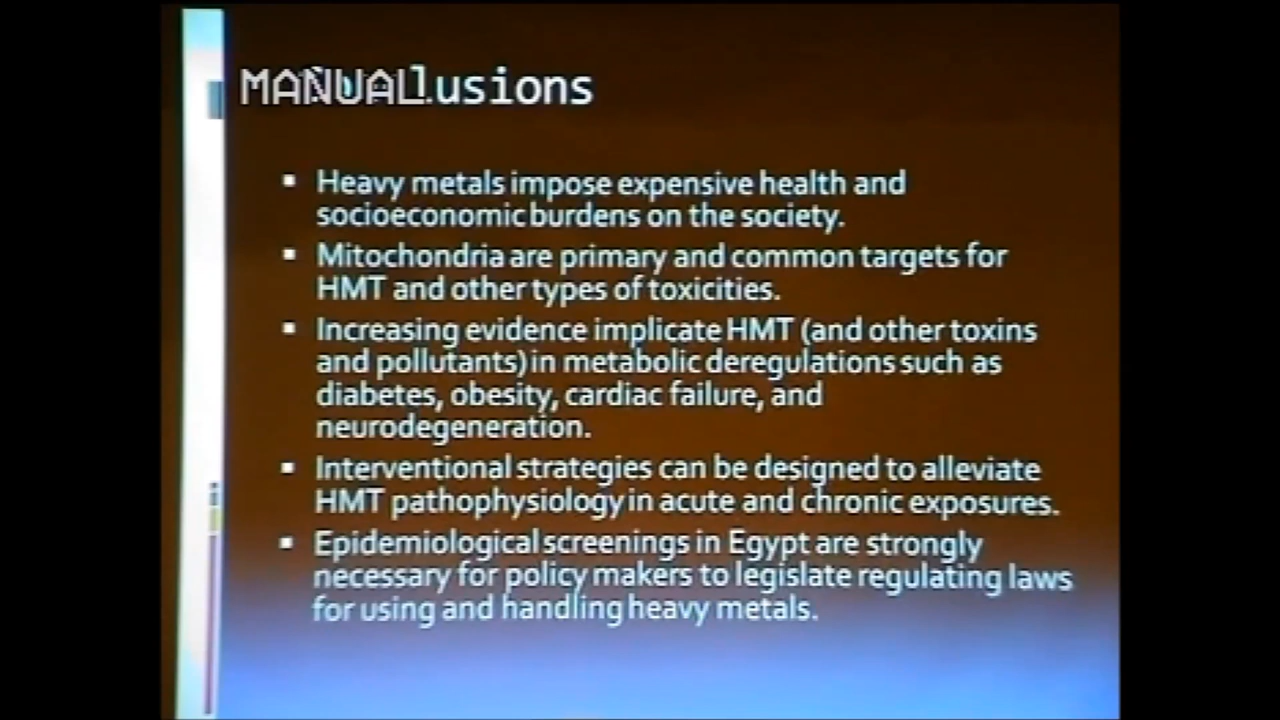 MANUALlusions
▪ Heavy metals impose expensive health and
socioeconomic burdens on the society.
▪ Mitochondria are primary and common targets for
HMT and other types of toxicities.
▪ Increasing evidence implicate HMT (and other toxins
and pollutants) in metabolic deregulations such as
diabetes, obesity, cardiac failure, and
neurodegeneration.
▪ Interventional strategies can be designed to alleviate
HMT pathophysiology in acute and chronic exposures.
▪ Epidemiological screenings in Egypt are strongly
necessary for policy makers to legislate regulating laws
for using and handling heavy metals.